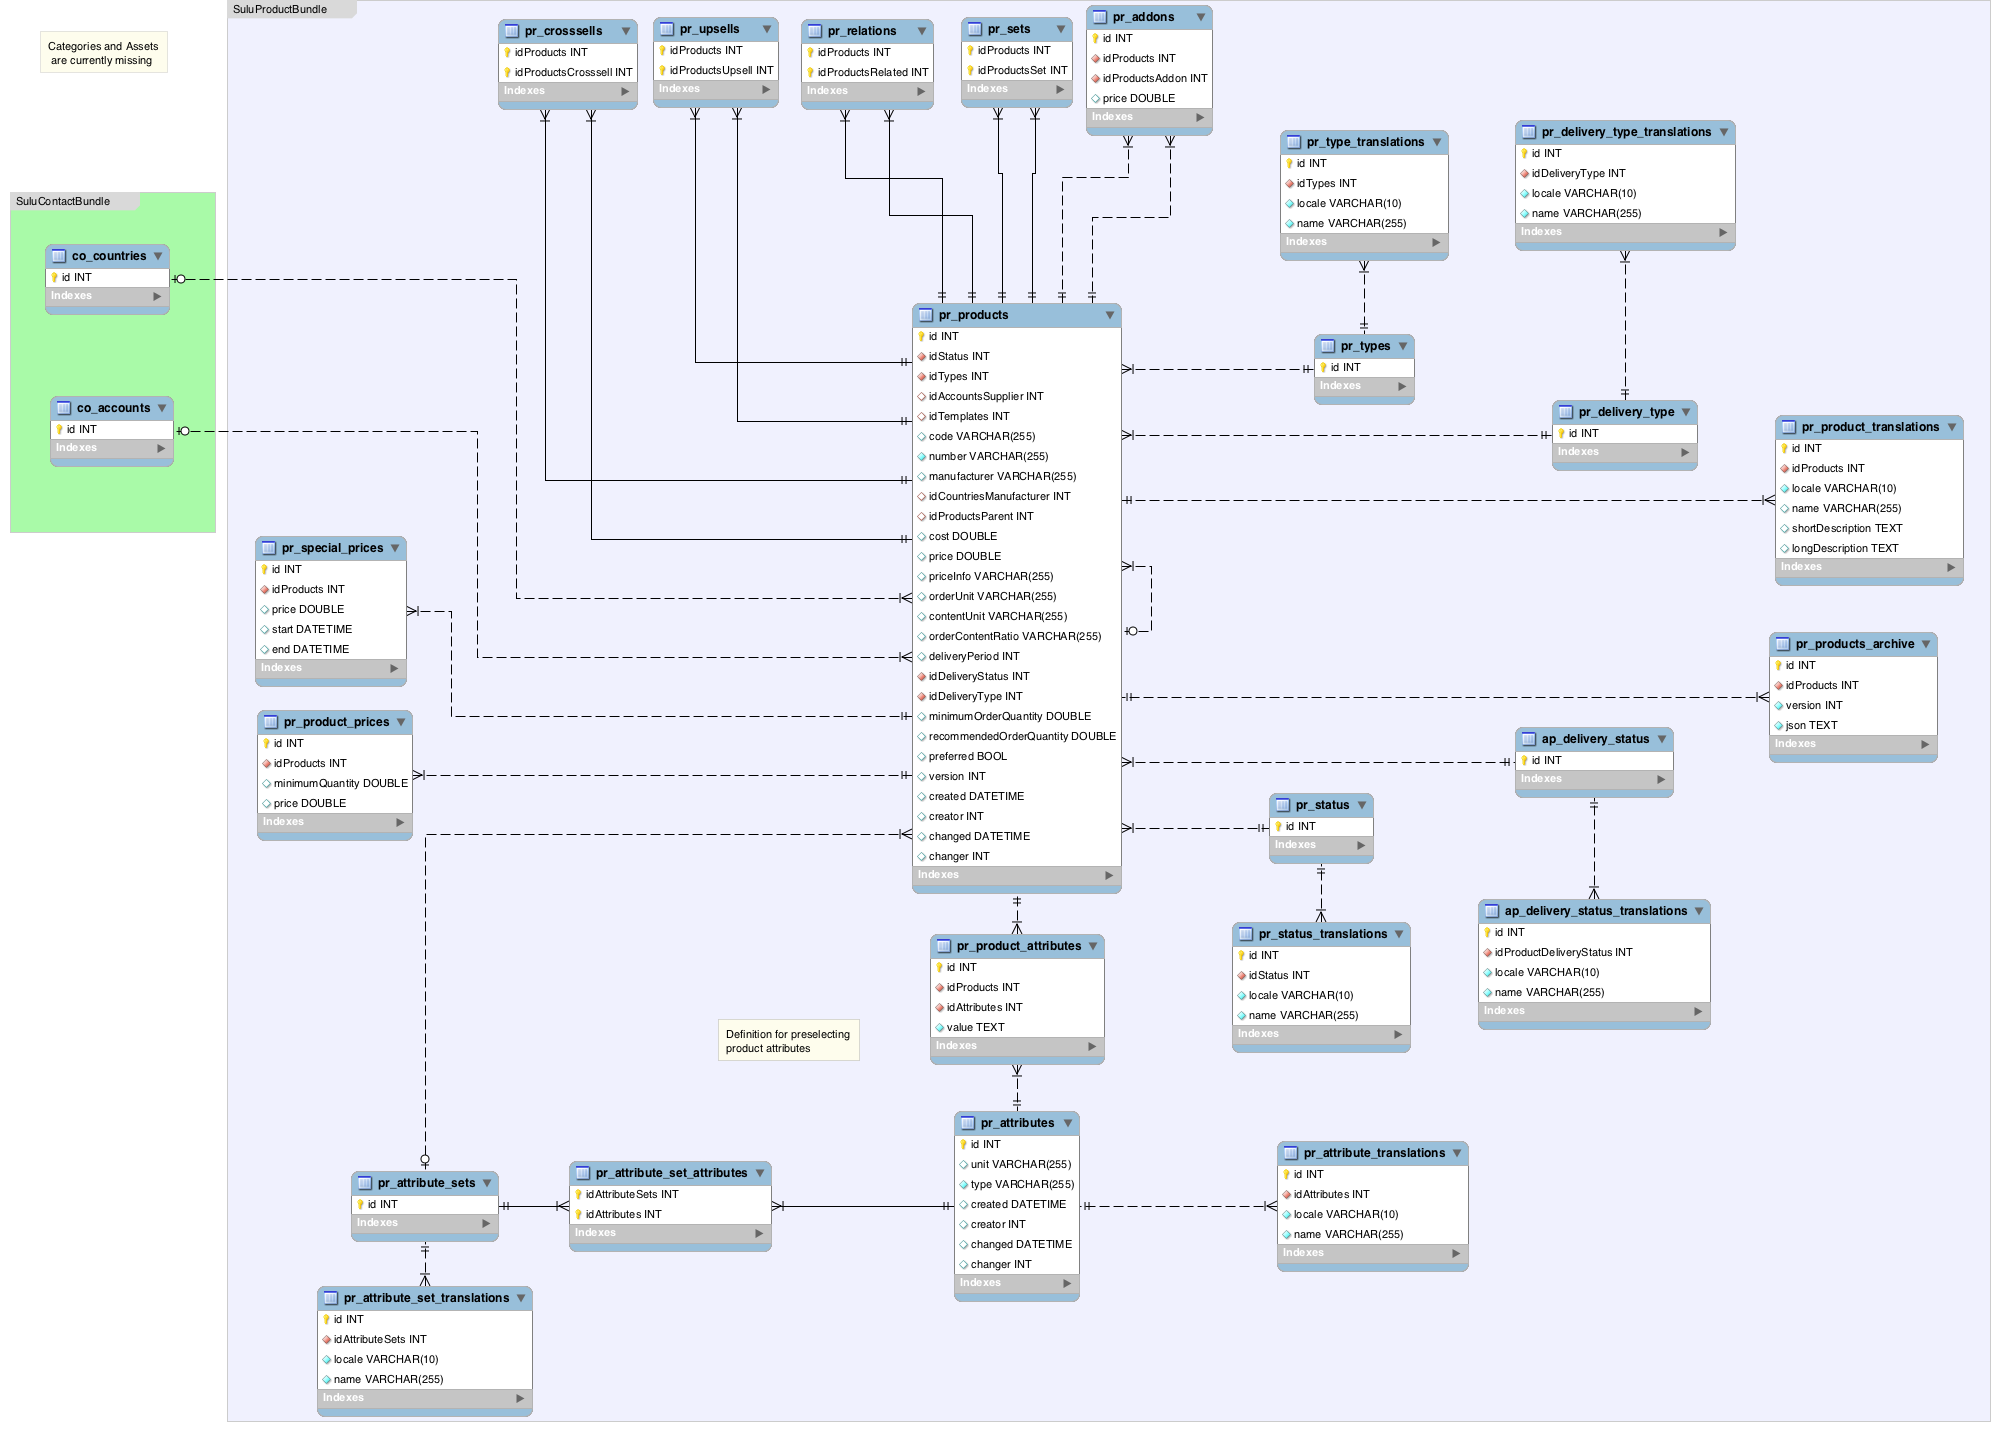 SuluProductBundle
Categories and Assets
are currently missing
pr_crosssells
idProducts INT
idProductsCrosssell INT
Indexes
pr_upsells
idProducts INT
idProductsUpsell INT
Indexes
pr_relations
idProducts INT
idProductsRelated INT
Indexes
pr_sets
idProducts INT
idProductsSet INT
Indexes
pr_addons
id INT
idProducts INT
idProductsAddon INT
price DOUBLE
Indexes
pr_type_translations
id INT
idTypes INT
locale VARCHAR(10)
name VARCHAR(255)
Indexes
pr_delivery_type_translations
id INT
idDeliveryType INT
locale VARCHAR(10)
name VARCHAR(255)
Indexes
SuluContactBundle
co_countries
id INT
Indexes
co_accounts
id INT
Indexes
pr_products
id INT
idStatus INT
idTypes INT
idAccountsSupplier INT
idTemplates INT
code VARCHAR(255)
number VARCHAR(255)
manufacturer VARCHAR(255)
idCountriesManufacturer INT
idProductsParent INT
cost DOUBLE
price DOUBLE
priceInfo VARCHAR(255)
orderUnit VARCHAR(255)
contentUnit VARCHAR(255)
orderContentRatio VARCHAR(255)
deliveryPeriod INT
idDeliveryStatus INT
idDeliveryType INT
minimumOrderQuantity DOUBLE
recommendedOrderQuantity DOUBLE
preferred BOOL
version INT
created DATETIME
creator INT
changed DATETIME
changer INT
Indexes
pr_types
id INT
Indexes
pr_delivery_type
id INT
Indexes
pr_product_translations
id INT
idProducts INT
locale VARCHAR(10)
name VARCHAR(255)
shortDescription TEXT
longDescription TEXT
Indexes
pr_special_prices
id INT
idProducts INT
price DOUBLE
start DATETIME
end DATETIME
Indexes
pr_product_prices
id INT
idProducts INT
minimumQuantity DOUBLE
price DOUBLE
Indexes
pr_products_archive
id INT
idProducts INT
version INT
json TEXT
Indexes
ap_delivery_status
id INT
Indexes
pr_status
id INT
Indexes
pr_status_translations
id INT
idStatus INT
locale VARCHAR(10)
name VARCHAR(255)
Indexes
ap_delivery_status_translations
id INT
idProductDeliveryStatus INT
locale VARCHAR(10)
name VARCHAR(255)
Indexes
pr_product_attributes
id INT
idProducts INT
idAttributes INT
value TEXT
Indexes
Definition for preselecting
product attributes
pr_attribute_sets
id INT
Indexes
pr_attribute_set_attributes
idAttributeSets INT
idAttributes INT
Indexes
pr_attributes
id INT
unit VARCHAR(255)
type VARCHAR(255)
created DATETIME
creator INT
changed DATETIME
changer INT
Indexes
pr_attribute_translations
id INT
idAttributes INT
locale VARCHAR(10)
name VARCHAR(255)
Indexes
pr_attribute_set_translations
id INT
idAttributeSets INT
locale VARCHAR(10)
name VARCHAR(255)
Indexes